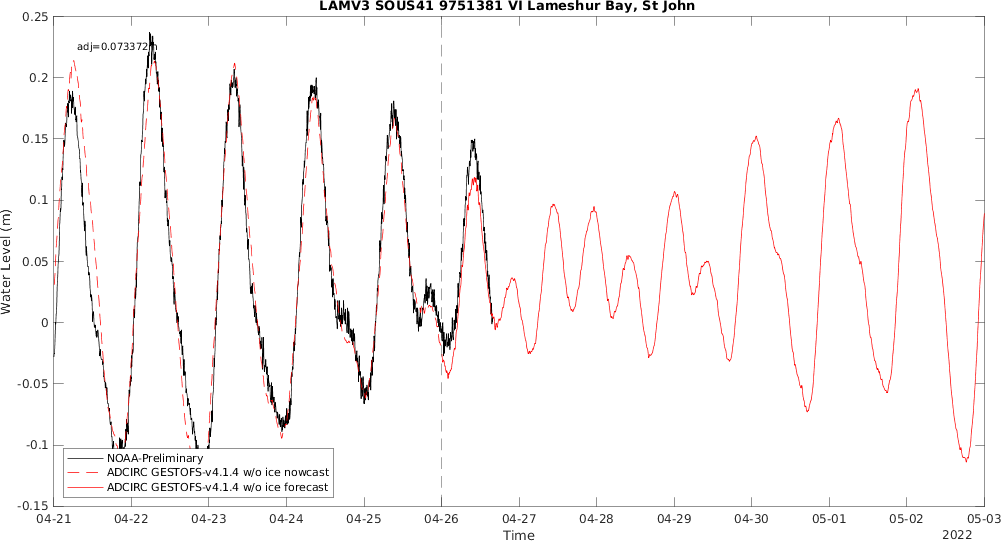 LAMV3 SOUS41 9751381 VI Lameshur Bay, St John
adj=0.073372m
Water Level (m)
0.25
0.2
0.15
0.1
0.05
0
-0.05
-0.1
-0.15
NOAA-Preliminary
ADCIRC GESTOFS-v4.1.4 w/o ice nowcast
ADCIRC GESTOFS-v4.1.4 w/o ice forecast
04-21 04-22 04-23 04-24 04-25 04-26 04-27 04-28 04-29 04-30 05-01 05-02 05-03
Time
2022